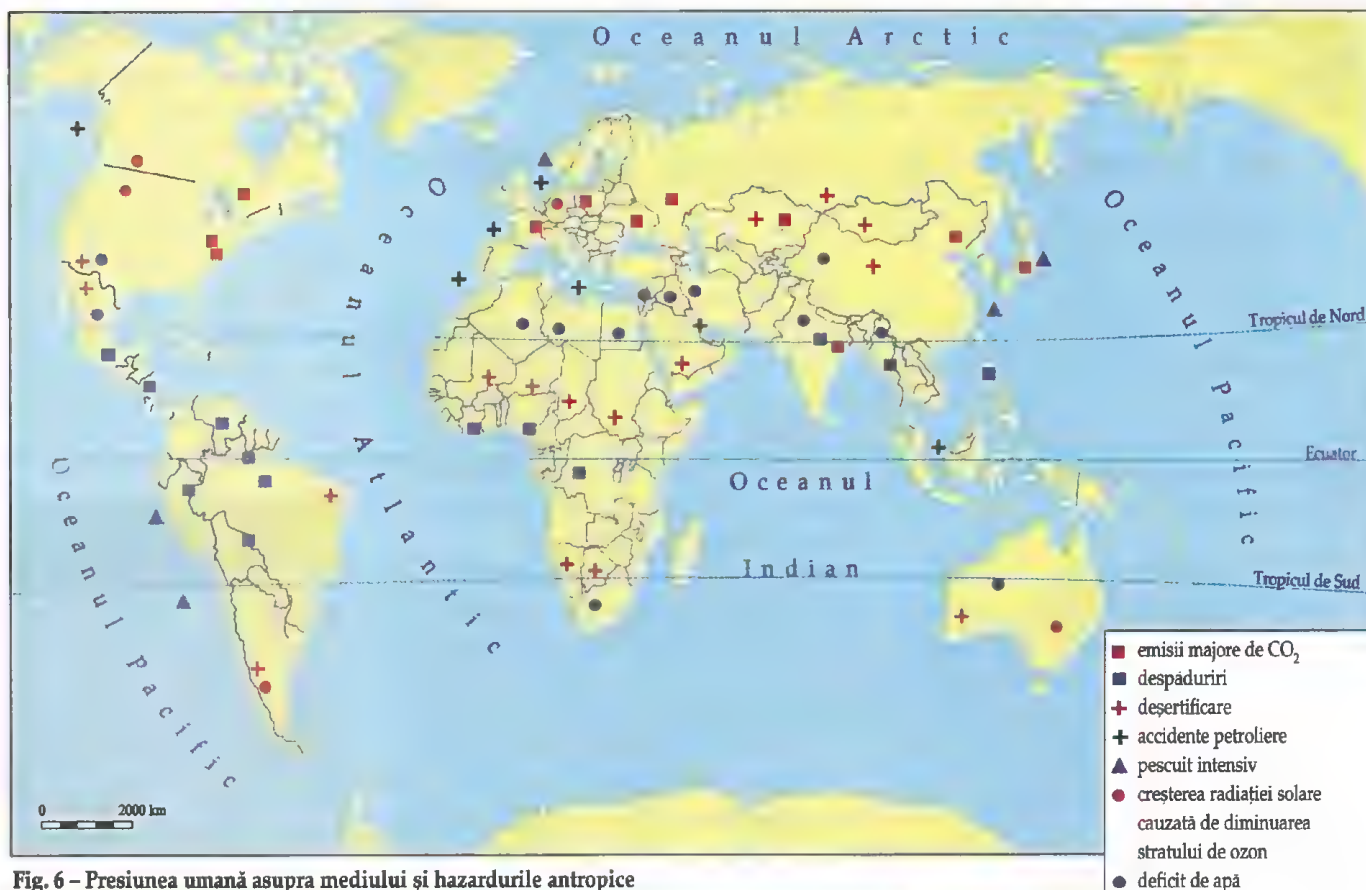 Oceanul Arctic
Oceanul Atlantic
Oceanul Pacific
Tropicul de Nord
Ecuator
Oceanul
Indian
Tropicul de Sud
Oceanul Pacific
0 2000 km
emisii majore de CO₂
despăduriri
deșertificare
accidente petroliere
pescuit intensiv
creșterea radiației solare
cauzată de diminuarea
stratului de ozon
deficit de apă
Fig. 6 – Presiunea umană asupra mediului și hazardurile antropice